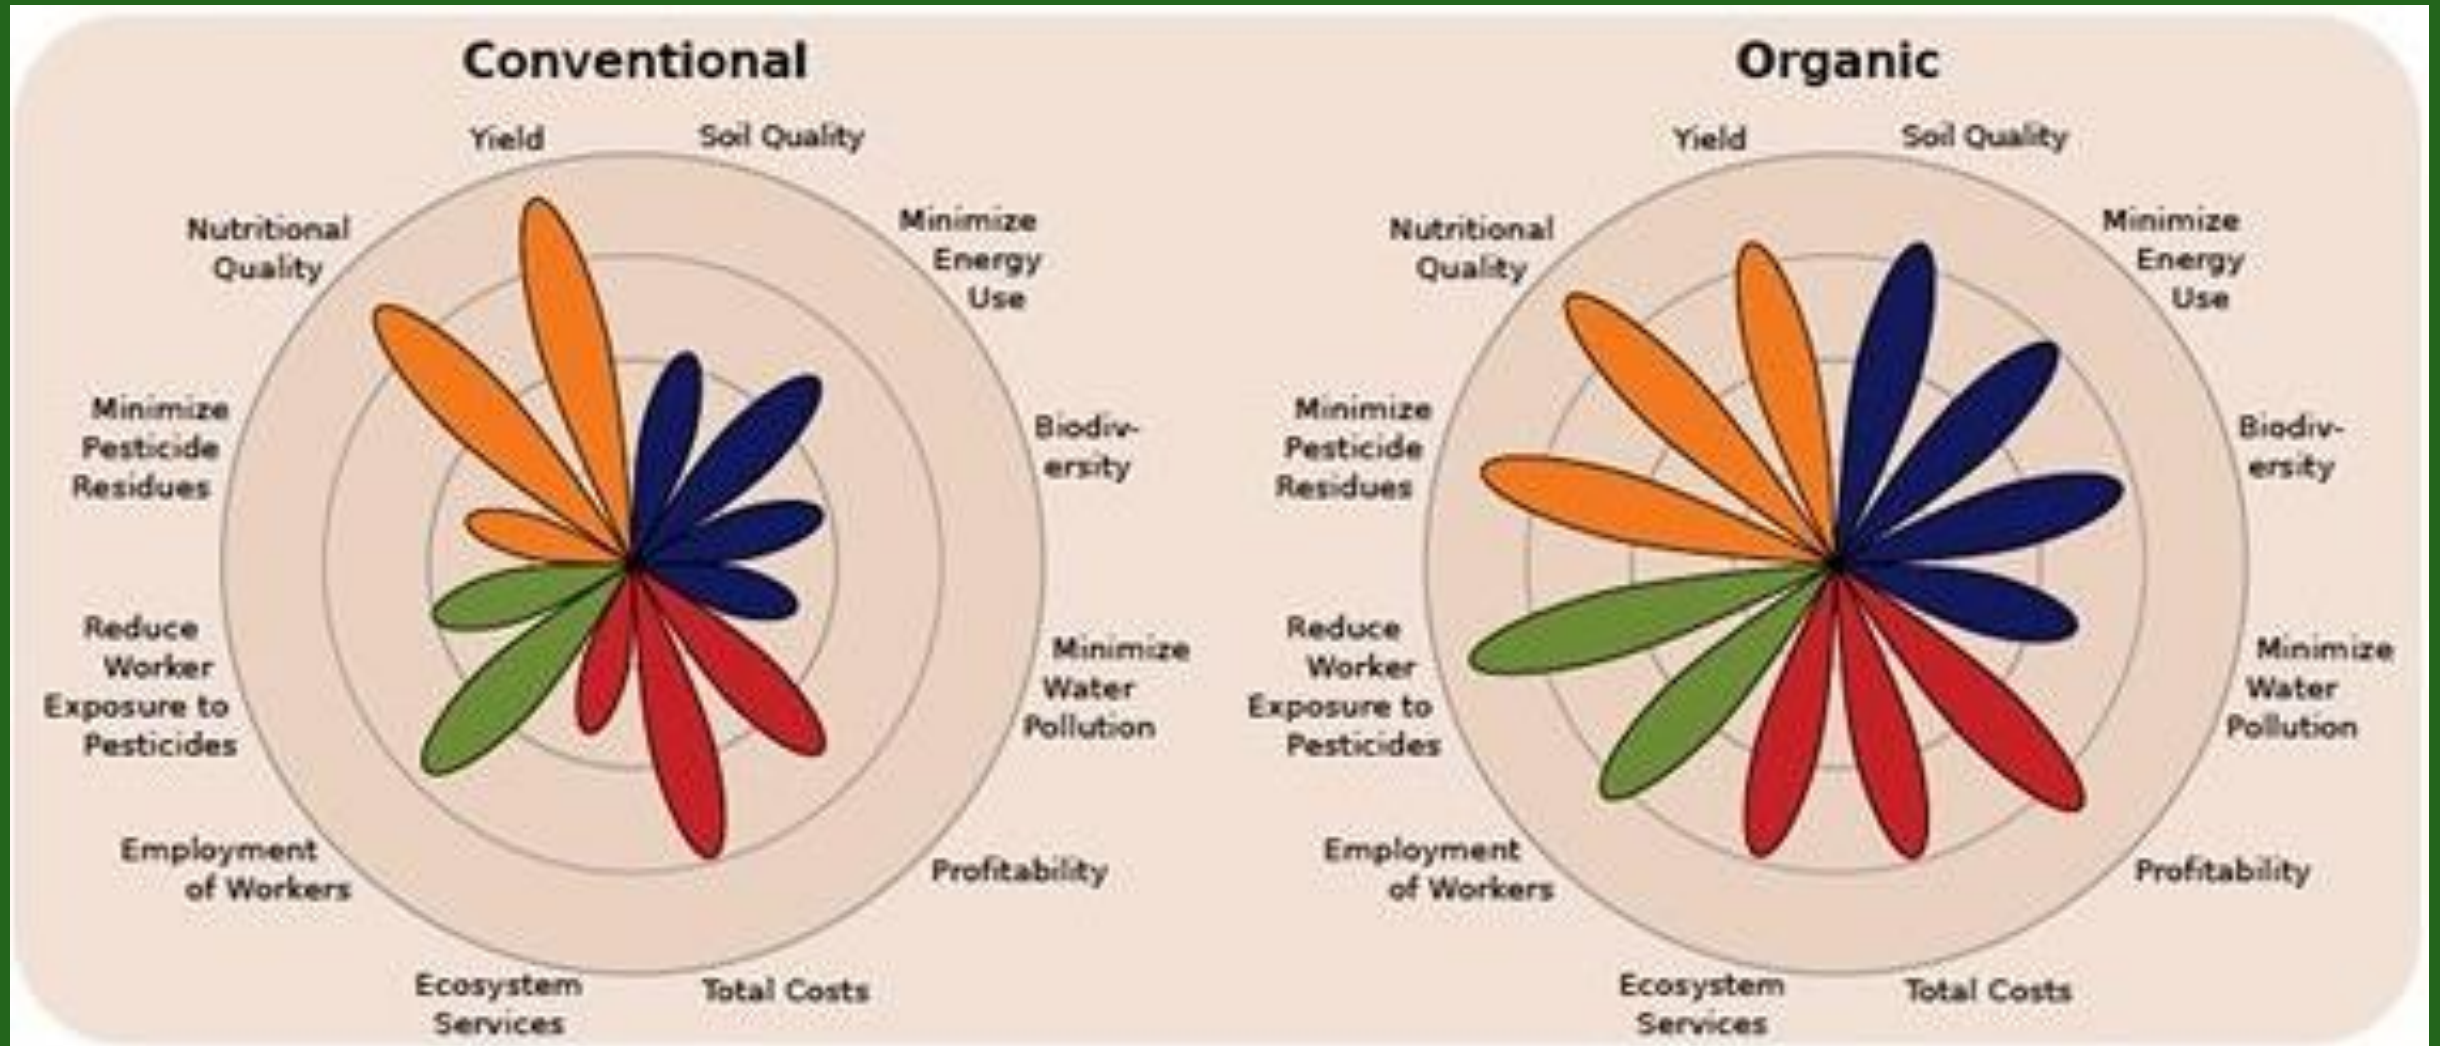 Conventional
Yield
Soil Quality
Nutritional
Quality
Minimize
Energy
Use
Minimize
Pesticide
Residues
Biodiv-
ersity
Reduce
Worker
Exposure to
Pesticides
Minimize
Water
Pollution
Employment
of Workers
Profitability
Ecosystem
Services
Total Costs
Organic
Yield
Soil Quality
Nutritional
Quality
Minimize
Energy
Use
Minimize
Pesticide
Residues
Biodiv-
ersity
Reduce
Worker
Exposure to
Pesticides
Minimize
Water
Pollution
Employment
of Workers
Profitability
Ecosystem
Services
Total Costs